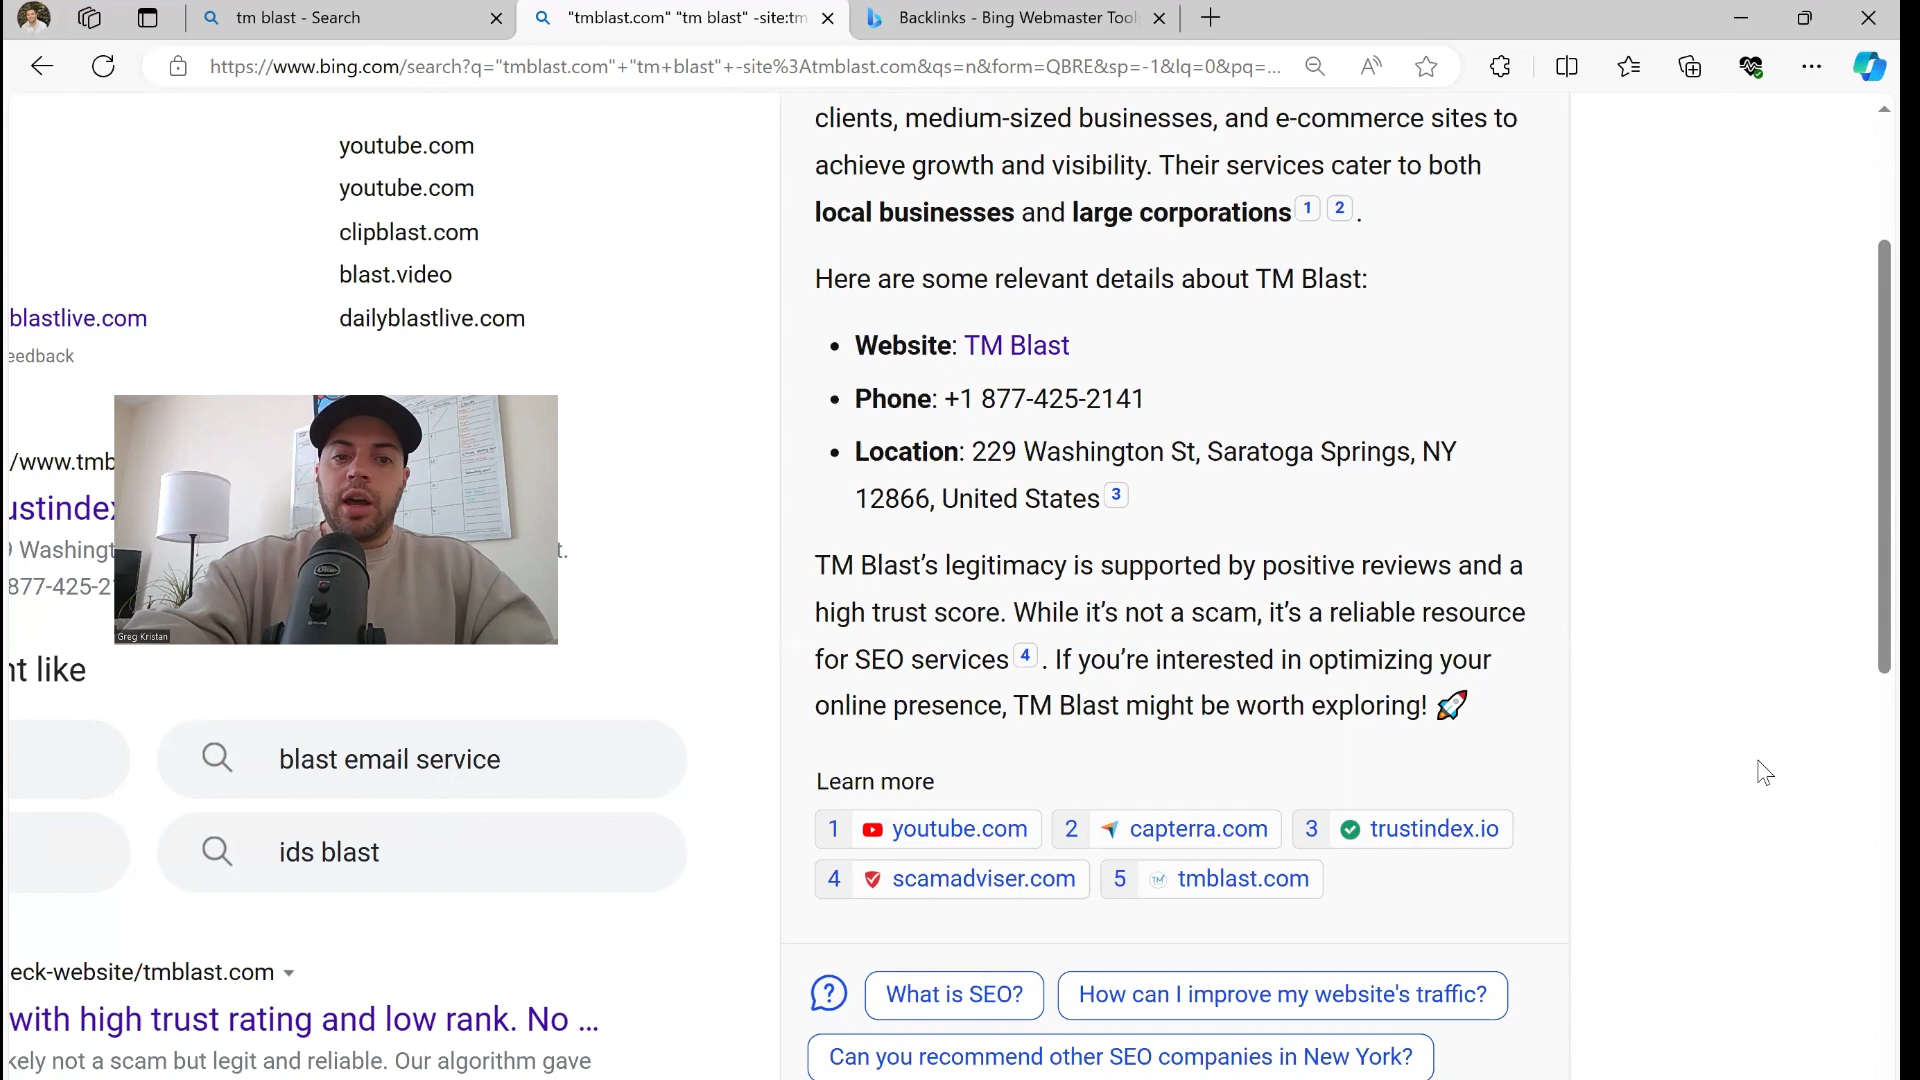 tm blast - Search
"tmblast.com" "tm blast" -site:tm
Backlinks - Bing Webmaster Tool
https://www.bing.com/search?q="tmblast.com"+"tm+blast"+-site%3Atmblast.com&qs=n&form=QBRE&sp=-1&lq=0&pq=...
youtube.com
youtube.com
clipblast.com
blast.video
blastlive.com
dailyblastlive.com
eedback
/www.tmb
ustindex
9 Washingt
t.
877-425-2
Greg Kristan
nt like
blast email service
ids blast
eck-website/tmblast.com
with high trust rating and low rank. No ...
kely not a scam but legit and reliable. Our algorithm gave
clients, medium-sized businesses, and e-commerce sites to
achieve growth and visibility. Their services cater to both
local businesses and large corporations 1 2 .
Here are some relevant details about TM Blast:
• Website: TM Blast
• Phone: +1 877-425-2141
• Location: 229 Washington St, Saratoga Springs, NY
12866, United States 3
TM Blast’s legitimacy is supported by positive reviews and a
high trust score. While it’s not a scam, it’s a reliable resource
for SEO services 4 . If you’re interested in optimizing your
online presence, TM Blast might be worth exploring! 🚀
Learn more
1 youtube.com 2 capterra.com 3 trustindex.io
4 scamadviser.com 5 tmblast.com
What is SEO? How can I improve my website's traffic?
Can you recommend other SEO companies in New York?